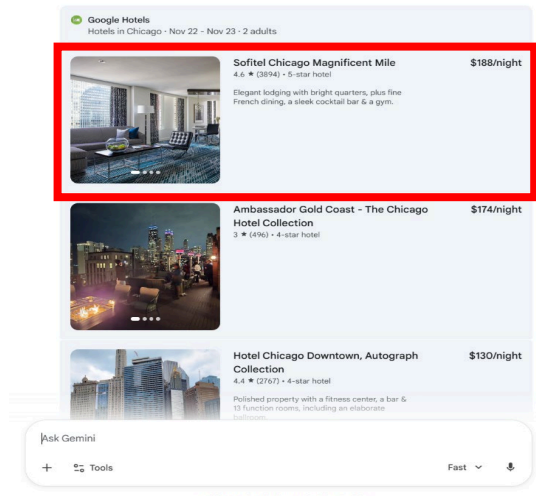 Google Hotels
Hotels in Chicago · Nov 22 - Nov 23 · 2 adults
Sofitel Chicago Magnificent Mile
$188/night
4.6 ★ (3894) • 5-star hotel
Elegant lodging with bright quarters, plus fine
French dining, a sleek cocktail bar & a gym.
Ambassador Gold Coast - The Chicago
$174/night
Hotel Collection
3 ★ (496) • 4-star hotel
Hotel Chicago Downtown, Autograph
$130/night
Collection
4.4 ★ (2767) • 4-star hotel
Polished property with a fitness center, a bar &
13 function rooms, including an elaborate
ballroom.
Ask Gemini
Tools
Fast